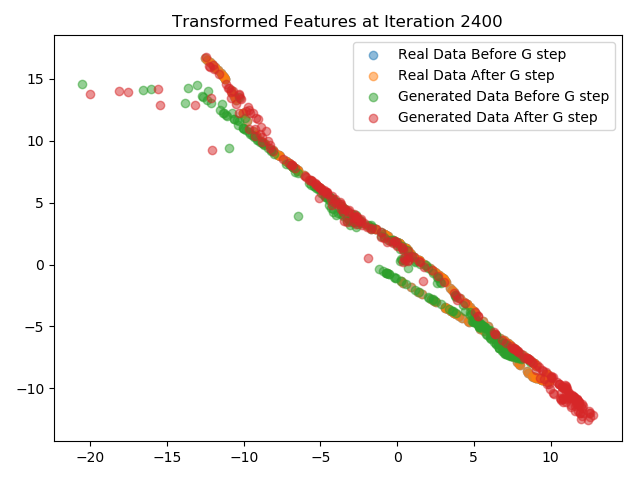 Transformed Features at Iteration 2400
Real Data Before G step
Real Data After G step
Generated Data Before G step
Generated Data After G step
15
10
5
0
−5
−10
−20
−15
−10
−5
0
5
10